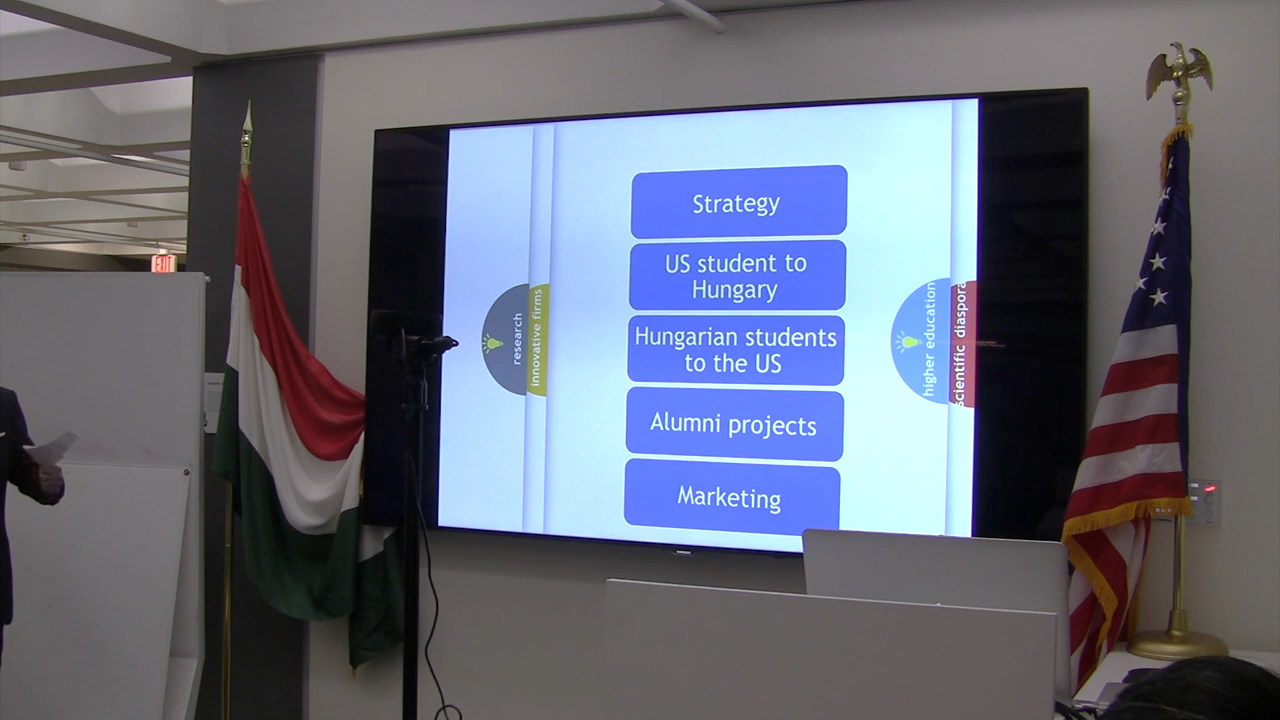 Strategy
US student to
Hungary
Hungarian students
to the US
Alumni projects
Marketing
research
innovative firms
higher education
scientific diaspora
EXIT